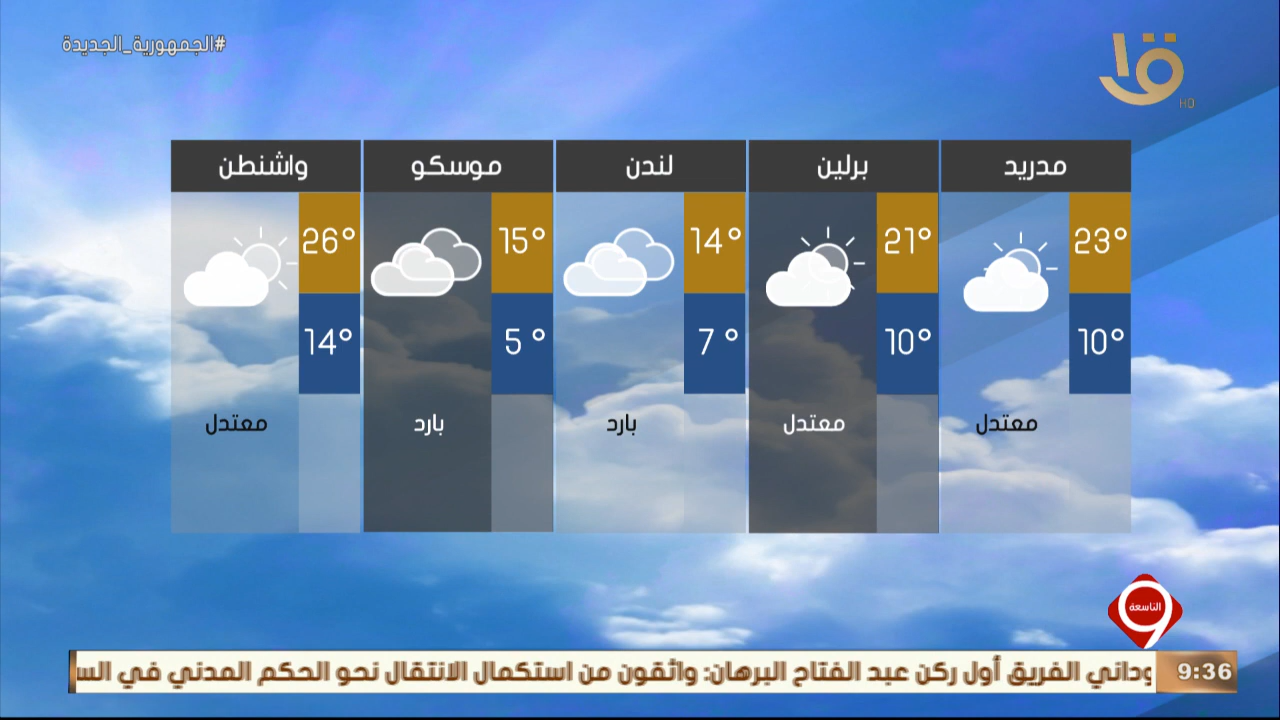 #الجمهورية_الجديدة
HD
مدريد
برلين
لندن
موسكو
واشنطن
23°
21°
14°
15°
26°
10°
10°
7°
5°
14°
معتدل
معتدل
بارد
بارد
معتدل
التاسعة
9
9:36
وداني الفريق أول ركن عبد الفتاح البرهان: واثقون من استكمال الانتقال نحو الحكم المدني في الس